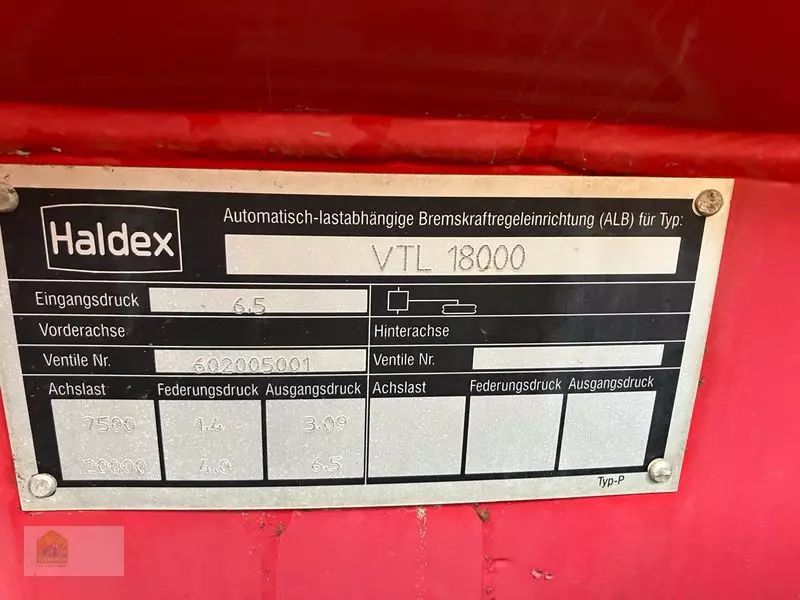 Haldex
Automatisch-lastabhängige Bremskraftregeleinrichtung (ALB) für Typ:
VTL 18000
Eingangsdruck 6.5
Vorderachse Hinterachse
Ventile Nr. 602005001 Ventile Nr.
Achslast Federungsdruck Ausgangsdruck Achslast Federungsdruck Ausgangsdruck
7500 1.4 3.09
20000 4.0 6.5
Typ-P